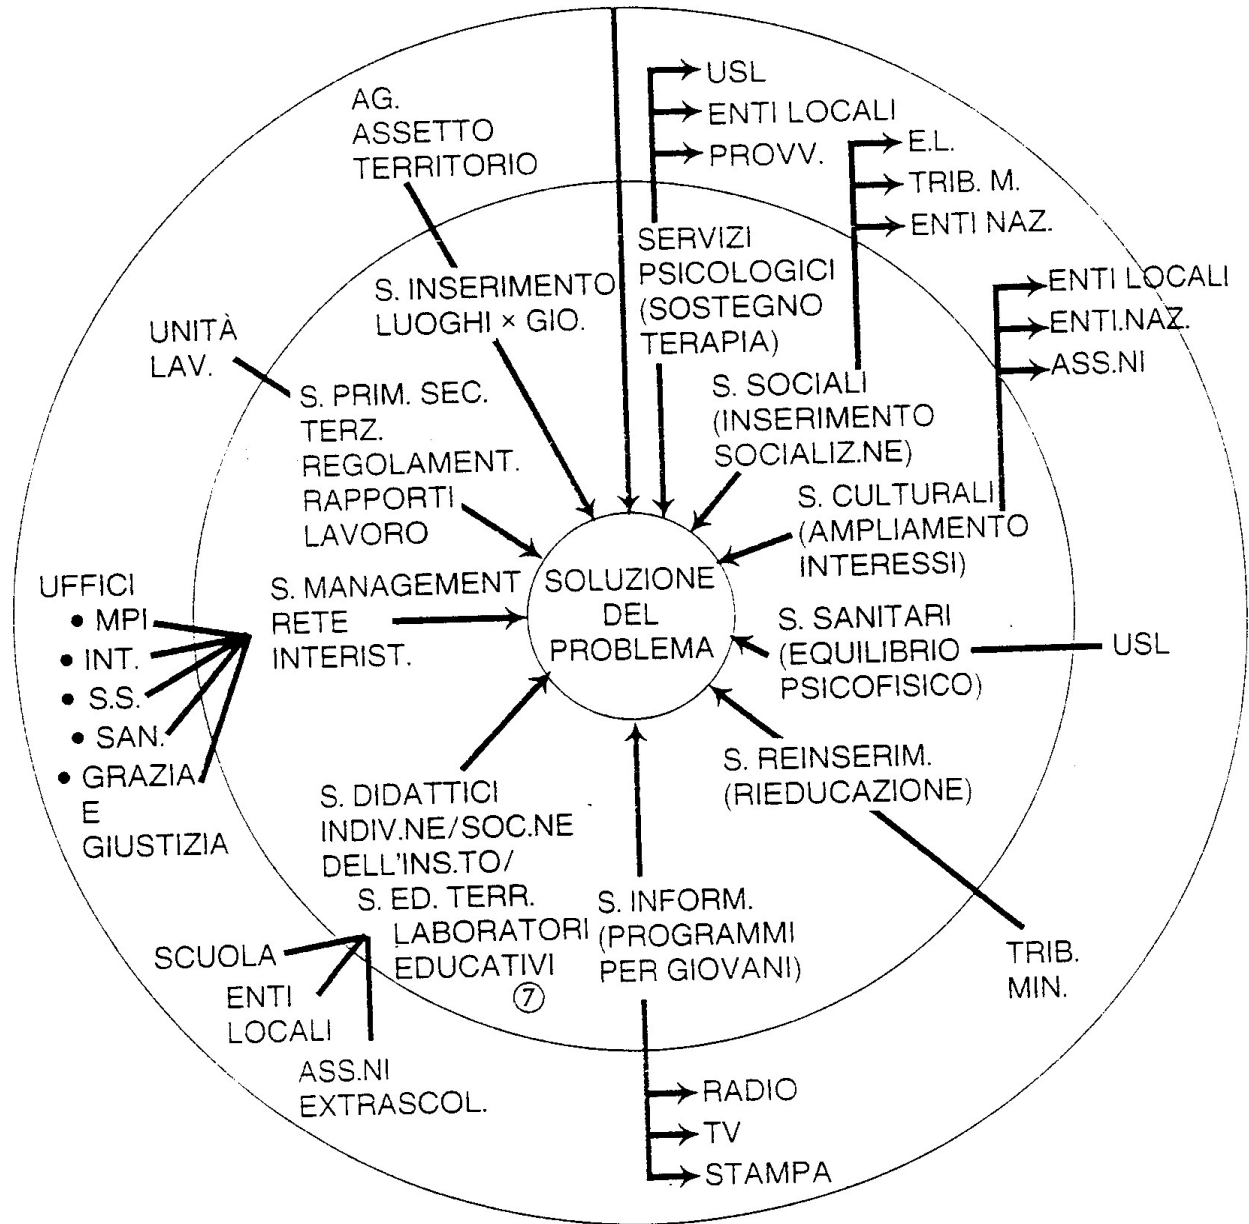 AG.
ASSETTO
TERRITORIO
USL
ENTI LOCALI
PROVV.
E.L.
TRIB. M.
ENTI NAZ.
SERVIZI
PSICOLOGICI
(SOSTEGNO
TERAPIA)
S. INSERIMENTO
LUOGHI × GIO.
ENTI LOCALI
ENTI.NAZ.
ASS.NI
UNITÀ
LAV.
S. PRIM. SEC.
TERZ.
REGOLAMENT.
RAPPORTI
LAVORO
S. SOCIALI
(INSERIMENTO
SOCIALIZ.NE)
S. CULTURALI
(AMPLIAMENTO
INTERESSI)
SOLUZIONE
DEL
PROBLEMA
UFFICI
• MPI
• INT.
• S.S.
• SAN.
• GRAZIA
E
GIUSTIZIA
S. MANAGEMENT
RETE
INTERIST.
S. SANITARI
(EQUILIBRIO
PSICOFISICO)
USL
S. REINSERIM.
(RIEDUCAZIONE)
TRIB.
MIN.
S. DIDATTICI
INDIV.NE/SOC.NE
DELL'INS.TO/
S. ED. TERR.
LABORATORI
EDUCATIVI
7
S. INFORM.
(PROGRAMMI
PER GIOVANI)
SCUOLA
ENTI
LOCALI
ASS.NI
EXTRASCOL.
RADIO
TV
STAMPA